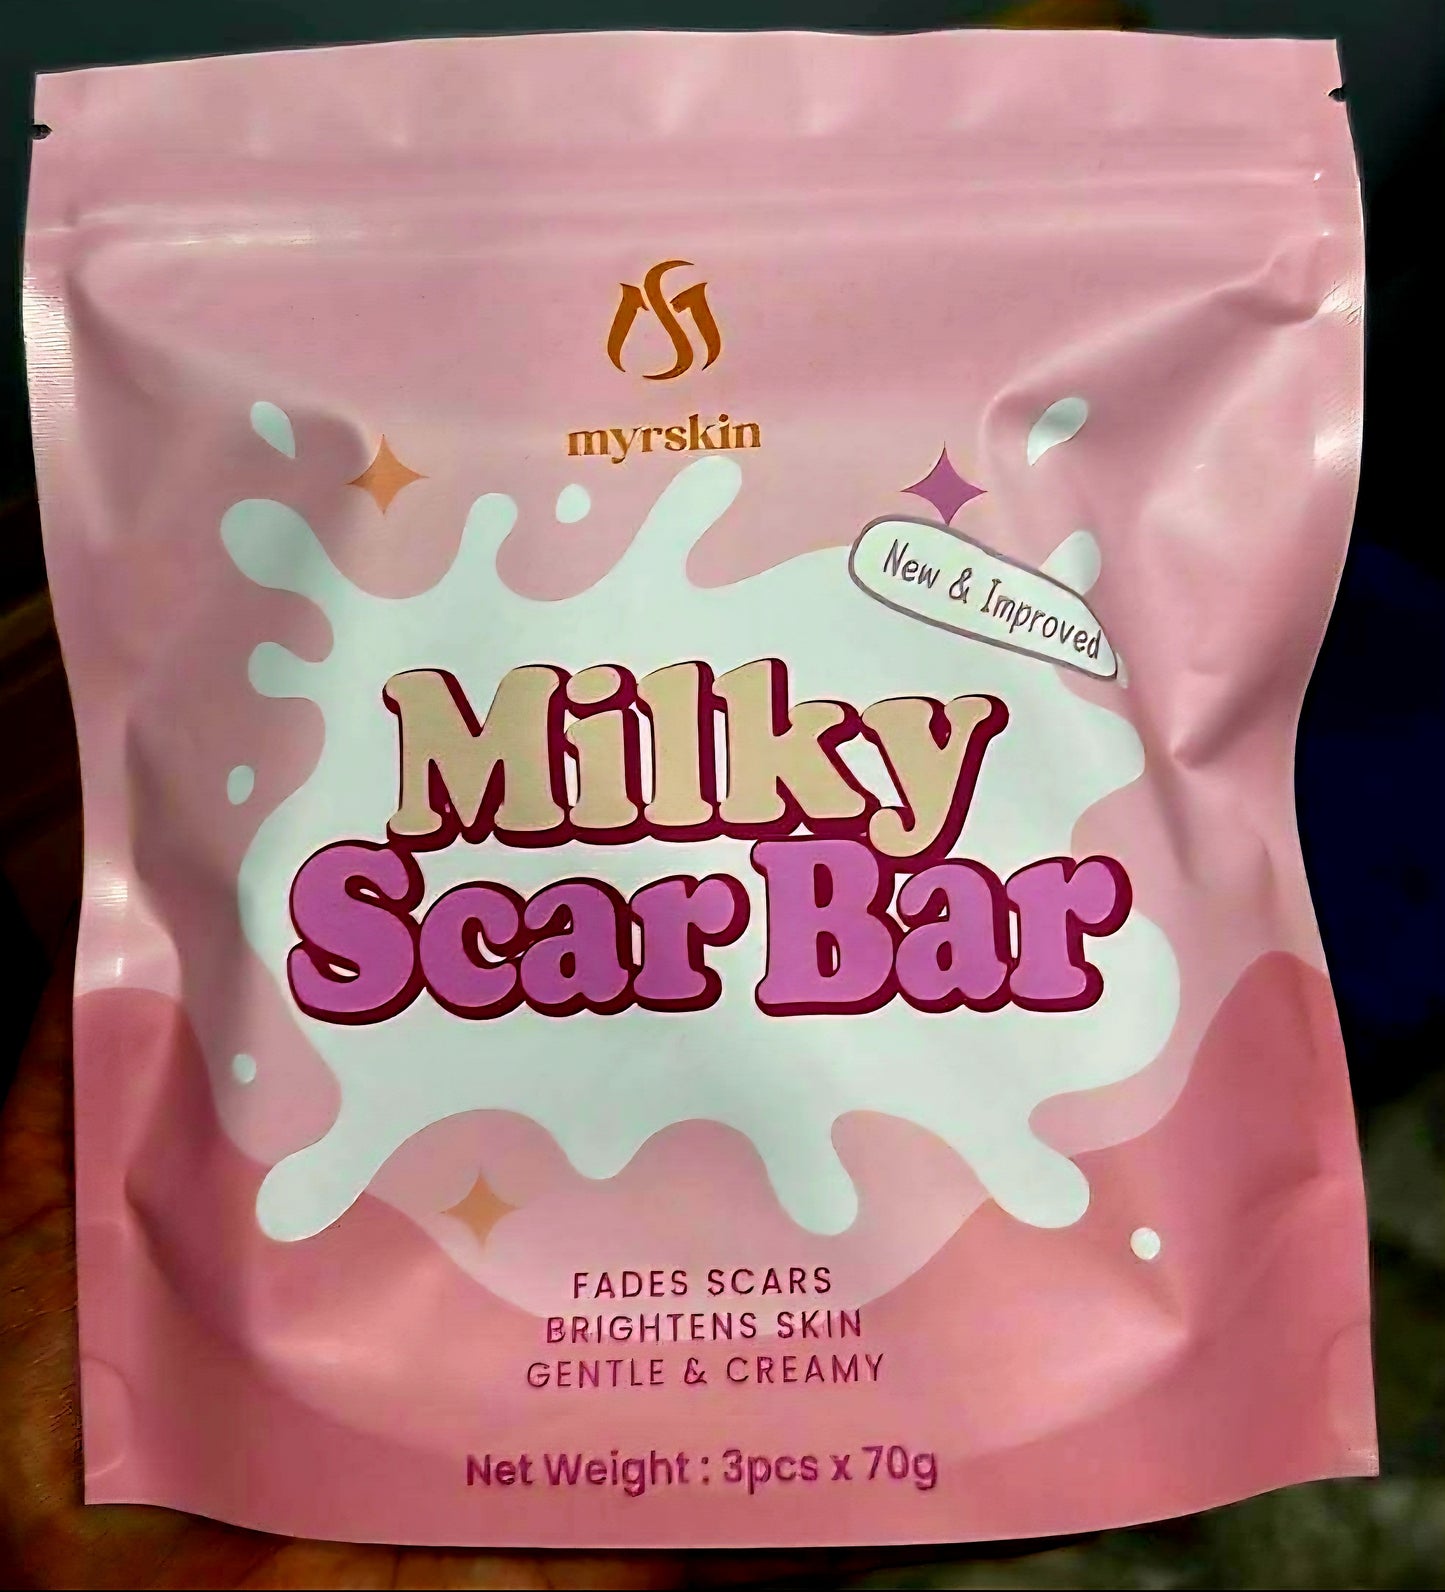 myrskin
New & Improved
Milky
Scar Bar
FADES SCARS
BRIGHTENS SKIN
GENTLE & CREAMY
Net Weight : 3pcs x 70g